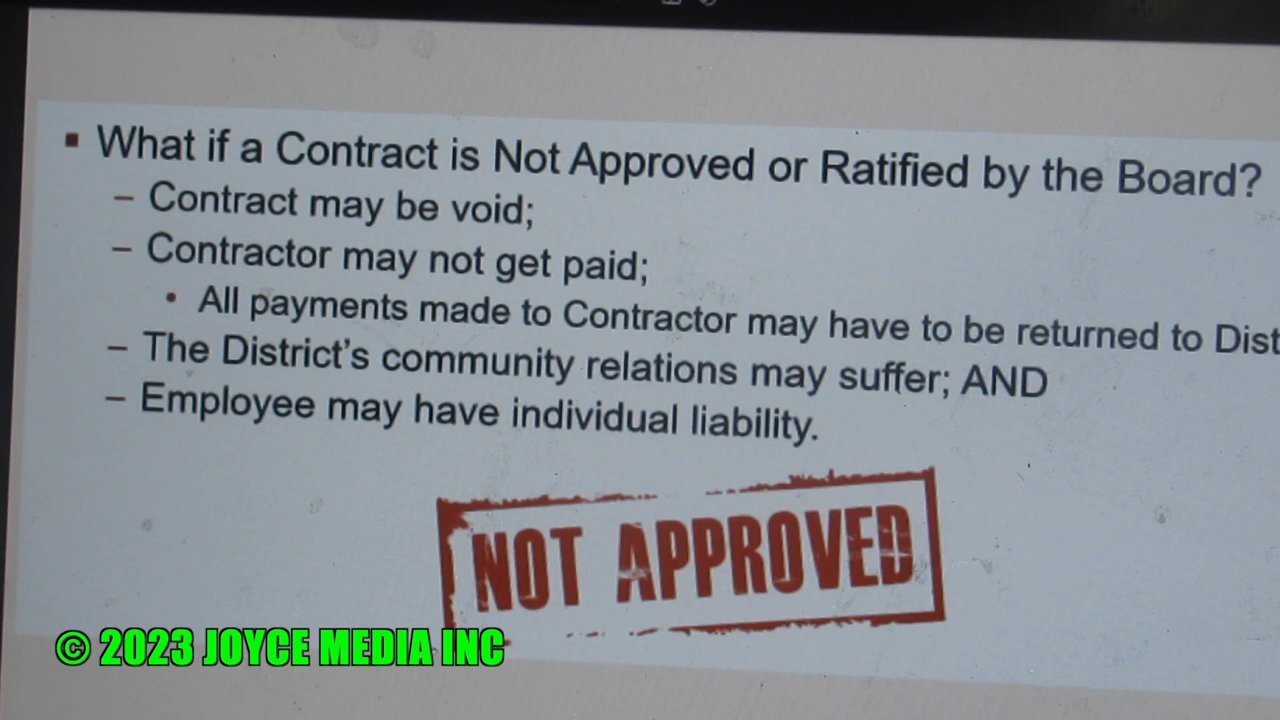 ▪ What if a Contract is Not Approved or Ratified by the Board?
– Contract may be void;
– Contractor may not get paid;
• All payments made to Contractor may have to be returned to Dist
– The District's community relations may suffer; AND
– Employee may have individual liability.
NOT APPROVED
© 2023 JOYCE MEDIA INC